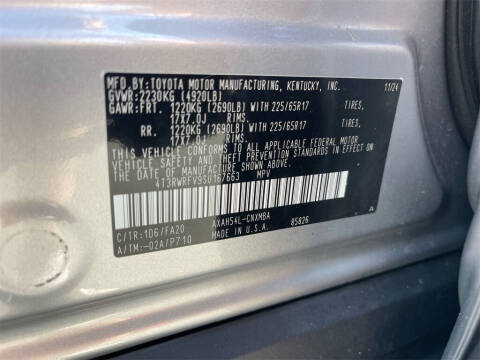 MFD.BY:TOYOTA MOTOR MANUFACTURING, KENTUCKY, INC. 11/24
GVWR:2230KG (4920LB)
GAWR:FRT. 1220KG (2690LB) WITH 225/65R17 TIRES,
17X7.0J RIMS.
RR. 1220KG (2690LB) WITH 225/65R17 TIRES,
RIMS.
THIS VEHICLE CONFORMS TO ALL APPLICABLE FEDERAL MOTOR
VEHICLE SAFETY AND THEFT PREVENTION STANDARDS IN EFFECT ON
THE DATE OF MANUFACTURE SHOWN ABOVE.
MPV
C/TR:1D6/FA20 AXAH54L-CNXMBA 85826
A/TM:-02A/P710 MADE IN U.S.A. A